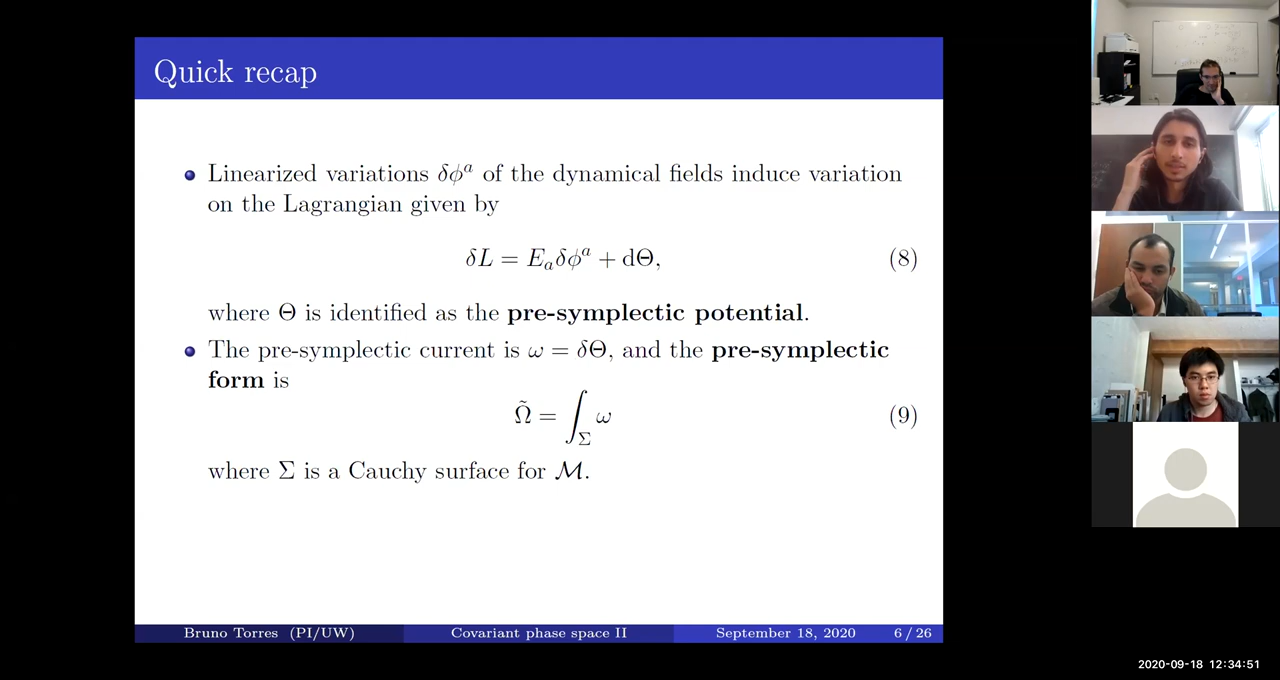 Quick recap
Linearized variations δϕᵃ of the dynamical fields induce variation
on the Lagrangian given by
δL = Eₐδϕᵃ + dΘ, (8)
where Θ is identified as the pre-symplectic potential.
The pre-symplectic current is ω = δΘ, and the pre-symplectic
form is
Ω̃ = ∫_Σ ω (9)
where Σ is a Cauchy surface for ℳ.
Bruno Torres (PI/UW) Covariant phase space II September 18, 2020 6 / 26
2020-09-18 12:34:51